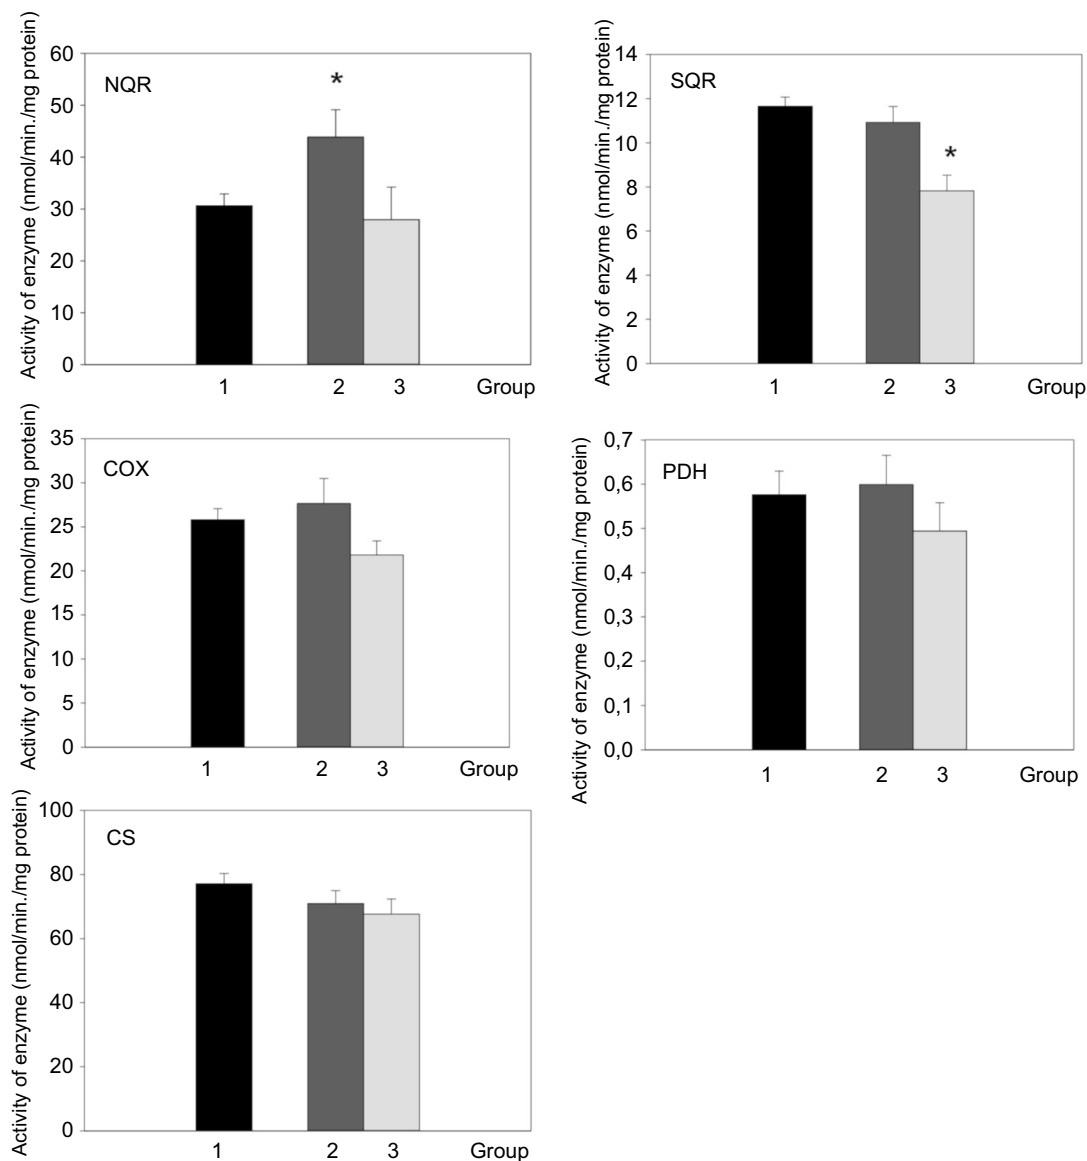 Activity of enzyme (nmol/min./mg protein)
NQR
60
50
40
30
20
10
0
*
1 2 3 Group
Activity of enzyme (nmol/min./mg protein)
SQR
14
12
10
8
6
4
2
0
*
1 2 3 Group
Activity of enzyme (nmol/min./mg protein)
COX
35
30
25
20
15
10
5
0
1 2 3 Group
Activity of enzyme (nmol/min./mg protein)
PDH
0,7
0,6
0,5
0,4
0,3
0,2
0,1
0,0
1 2 3 Group
Activity of enzyme (nmol/min./mg protein)
CS
100
80
60
40
20
0
1 2 3 Group